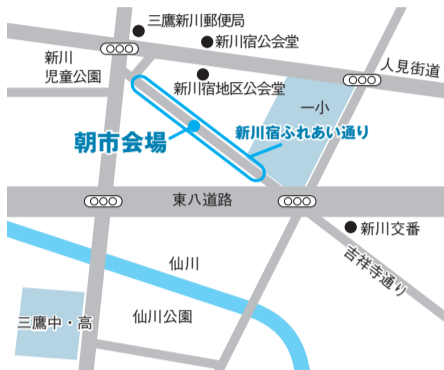 三鷹新川郵便局
新川宿公会堂
新川
児童公園
人見街道
新川宿地区公会堂
一小
朝市会場
新川宿ふれあい通り
東八道路
新川交番
吉祥寺通り
仙川
仙川公園
三鷹中・高